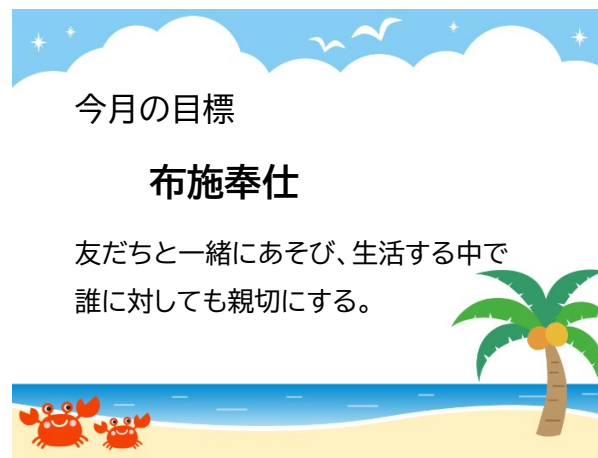 今月の目標
布施奉仕
友だちと一緒にあそび、生活する中で
誰に対しても親切にする。